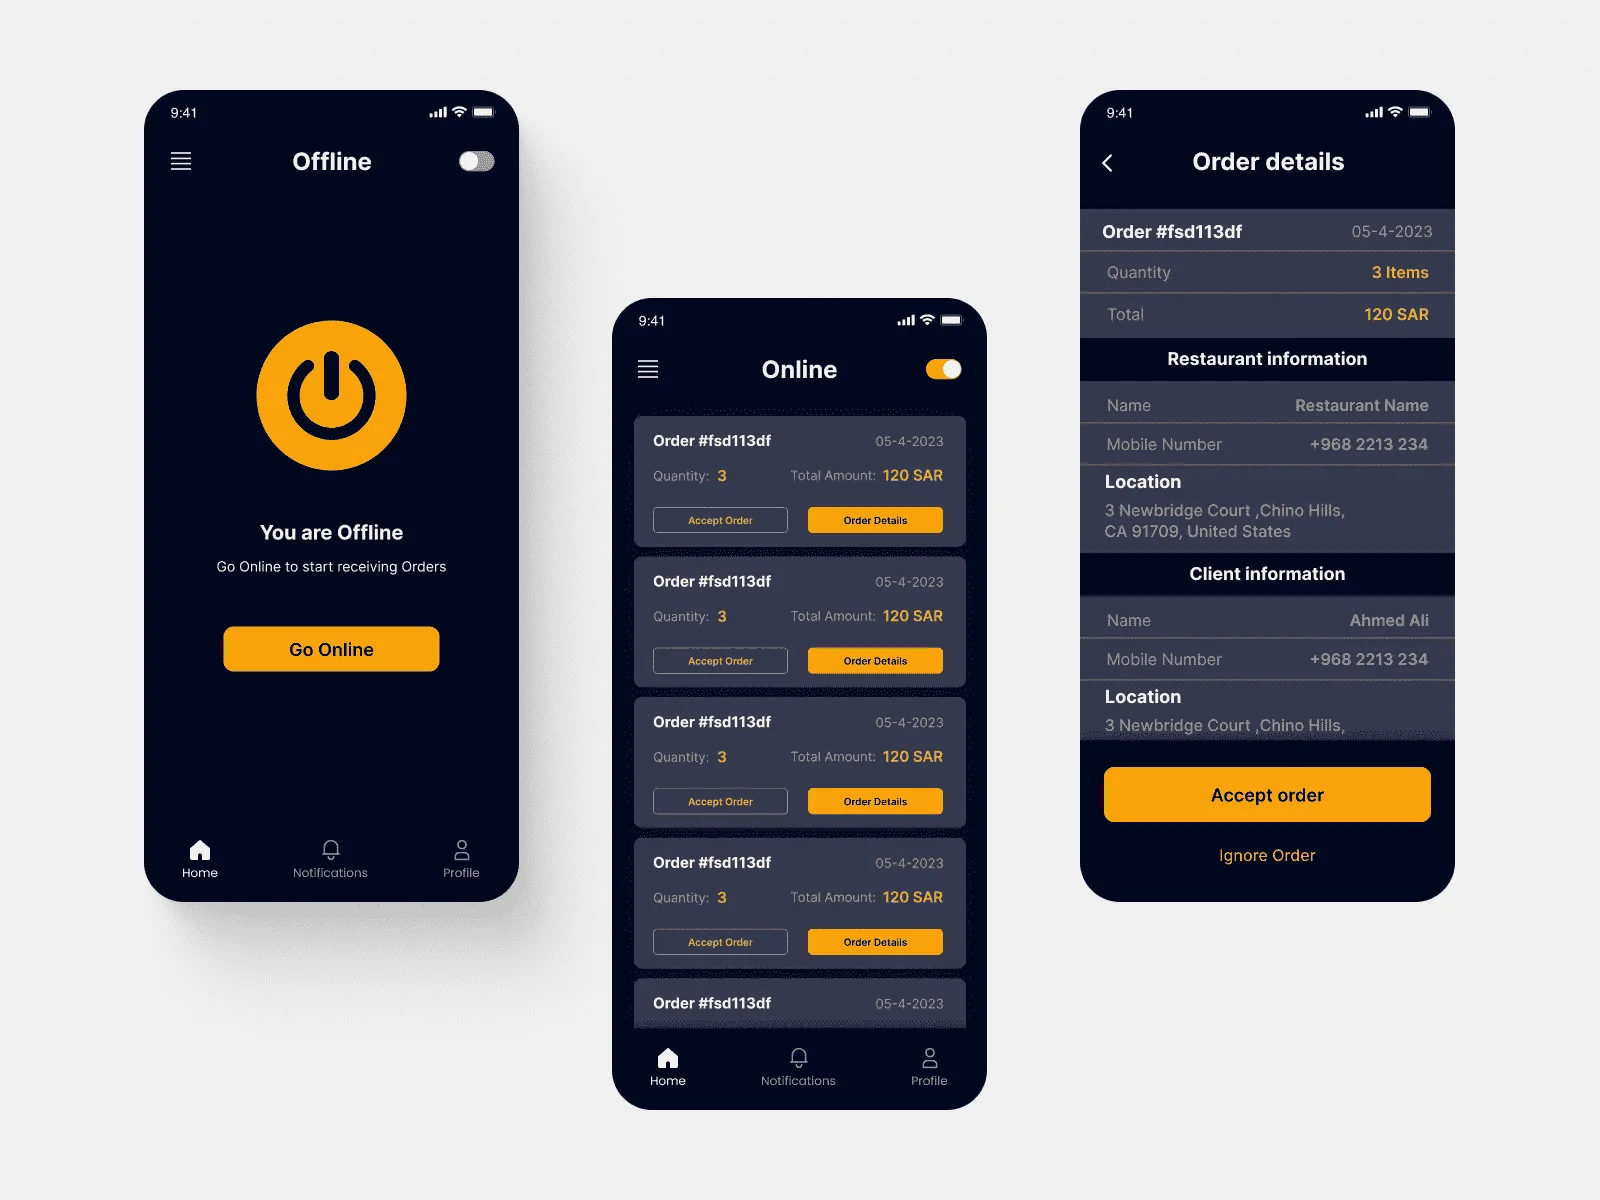 9:41
Offline
You are Offline
Go Online to start receiving Orders
Go Online
Home Notifications Profile
9:41
Online
Order #fsd113df 05-4-2023
Quantity: 3 Total Amount: 120 SAR
Accept Order Order Details
Order #fsd113df 05-4-2023
Quantity: 3 Total Amount: 120 SAR
Accept Order Order Details
Order #fsd113df 05-4-2023
Quantity: 3 Total Amount: 120 SAR
Accept Order Order Details
Order #fsd113df 05-4-2023
Quantity: 3 Total Amount: 120 SAR
Accept Order Order Details
Order #fsd113df 05-4-2023
Home Notifications Profile
9:41
Order details
Order #fsd113df 05-4-2023
Quantity 3 Items
Total 120 SAR
Restaurant information
Name Restaurant Name
Mobile Number +968 2213 234
Location
3 Newbridge Court ,Chino Hills,
CA 91709, United States
Client information
Name Ahmed Ali
Mobile Number +968 2213 234
Location
3 Newbridge Court ,Chino Hills,
Accept order
Ignore Order